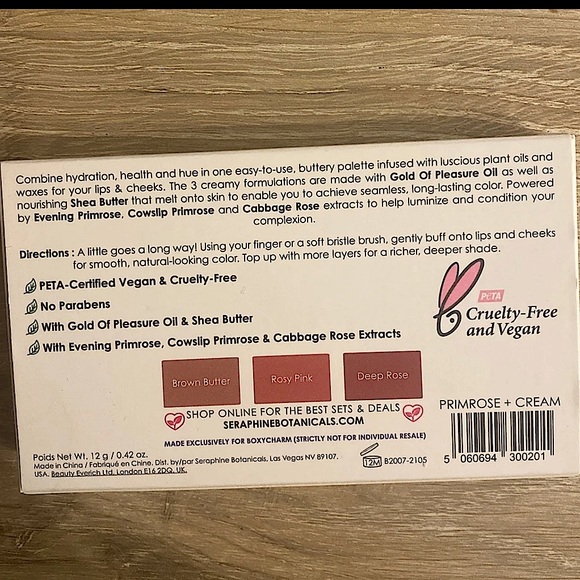 Combine hydration, health and hue in one easy-to-use, buttery palette infused with luscious plant oils and
waxes for your lips & cheeks. The 3 creamy formulations are made with Gold Of Pleasure Oil as well as
nourishing Shea Butter that melt onto skin to enable you to achieve seamless, long-lasting color. Powered
by Evening Primrose, Cowslip Primrose and Cabbage Rose extracts to help luminize and condition your
complexion.
Directions : A little goes a long way! Using your finger or a soft bristle brush, gently buff onto lips and cheeks
for smooth, natural-looking color. Top up with more layers for a richer, deeper shade.
PETA-Certified Vegan & Cruelty-Free
No Parabens
With Gold Of Pleasure Oil & Shea Butter
With Evening Primrose, Cowslip Primrose & Cabbage Rose Extracts
PETA
Cruelty-Free
and Vegan
Brown Butter
Rosy Pink
Deep Rose
SHOP ONLINE FOR THE BEST SETS & DEALS
SERAPHINEBOTANICALS.COM
MADE EXCLUSIVELY FOR BOXYCHARM (STRICTLY NOT FOR INDIVIDUAL RESALE)
PRIMROSE + CREAM
Poids Net Wt. 12 g / 0.42 oz.
Made in China / Fabriqué en Chine. Dist. by/par Seraphine Botanicals, Las Vegas NV 89107,
USA. Beauty Everich Ltd, London E16 2DQ, UK.
12M B2007-2105
5 060694 300201